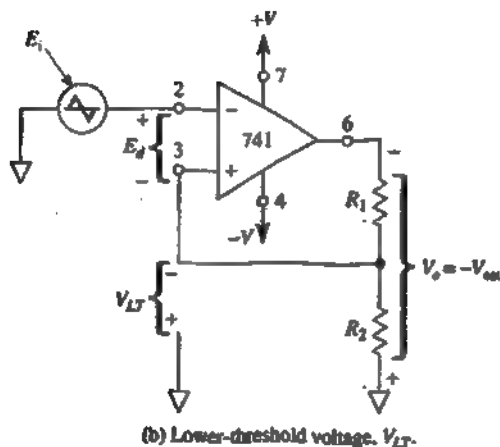 +V
E_i
2
7
+
−
6
−
E_d
3
741
−
+
4
R_1
−V
−
V_o = −V_sat
V_LT
R_2
+
+
(b) Lower-threshold voltage, V_LT.